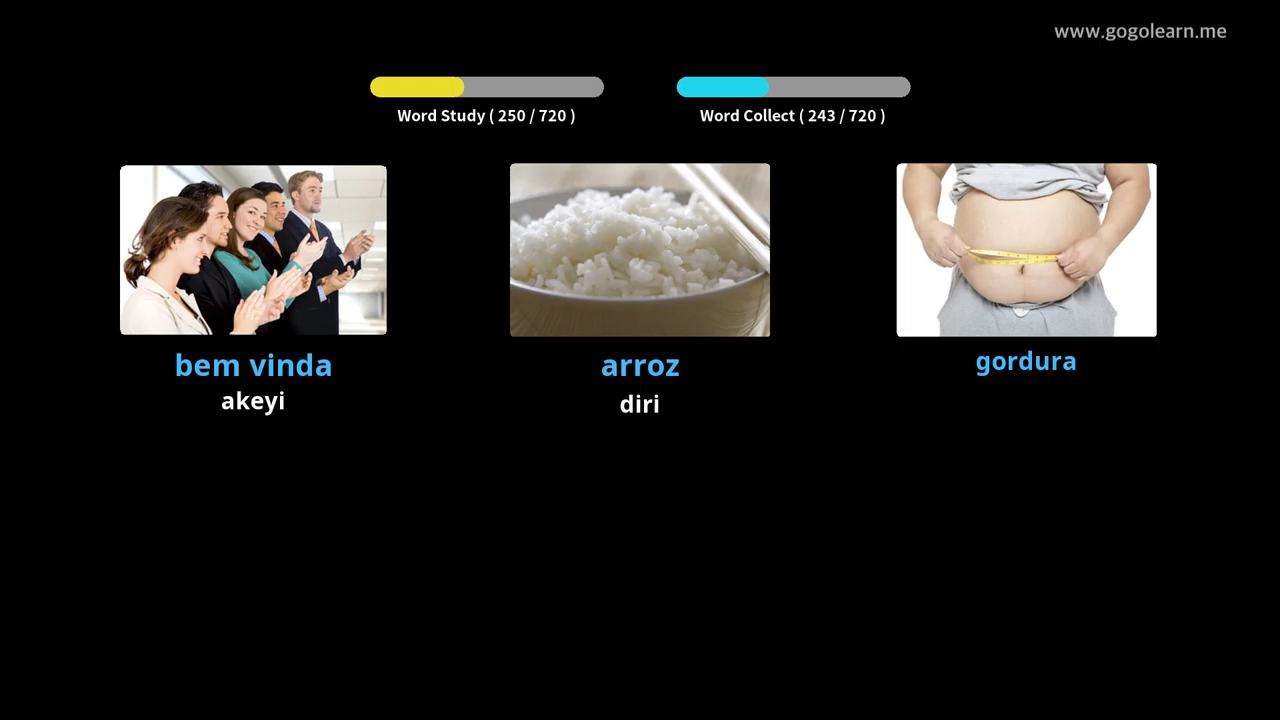 www.gogolearn.me
Word Study ( 250 / 720 )
Word Collect ( 243 / 720 )
bem vinda
akeyi
arroz
diri
gordura